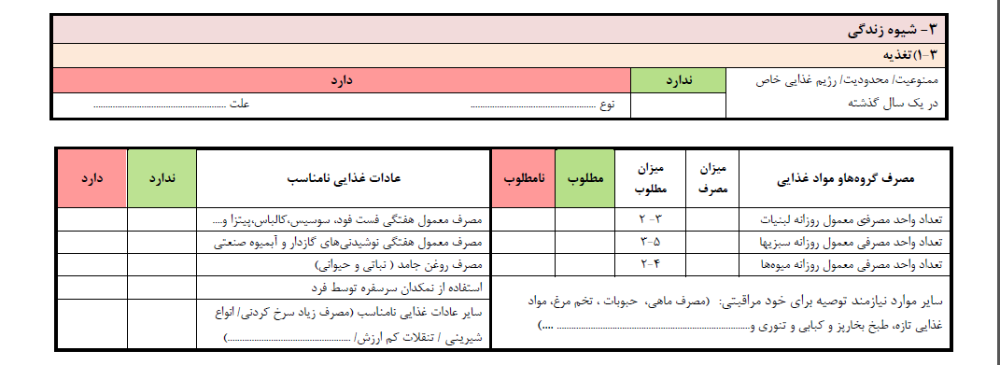 ۳- شیوه زندگی
۳-۱)تغذیه
ممنوعیت/ محدودیت/ رژیم غذایی خاص
در یک سال گذشته
ندارد
دارد
نوع ........................................ علت ........................................
مصرف گروه‌هاو مواد غذایی
میزان
مصرف
میزان
مطلوب
مطلوب
نامطلوب
عادات غذایی نامناسب
ندارد
دارد
تعداد واحد مصرفی معمول روزانه لبنیات ۳- ۲ مصرف معمول هفتگی فست فود، سوسیس،کالباس،پیتزا و....
تعداد واحد مصرفی معمول روزانه سبزیها ۵-۳ مصرف معمول هفتگی نوشیدنی‌های گازدار و آبمیوه صنعتی
تعداد واحد مصرفی معمول روزانه میوه‌ها ۴-۲ مصرف روغن جامد ( نباتی و حیوانی)
سایر موارد نیازمند توصیه برای خود مراقبتی: (مصرف ماهی، حبوبات ، تخم مرغ، مواد
غذایی تازه، طبخ بخارپز و کبابی و تنوری و........................................ ....)
استفاده از نمکدان سرسفره توسط فرد
سایر عادات غذایی نامناسب (مصرف زیاد سرخ کردنی/ انواع
شیرینی / تنقلات کم ارزش/ ........................................)